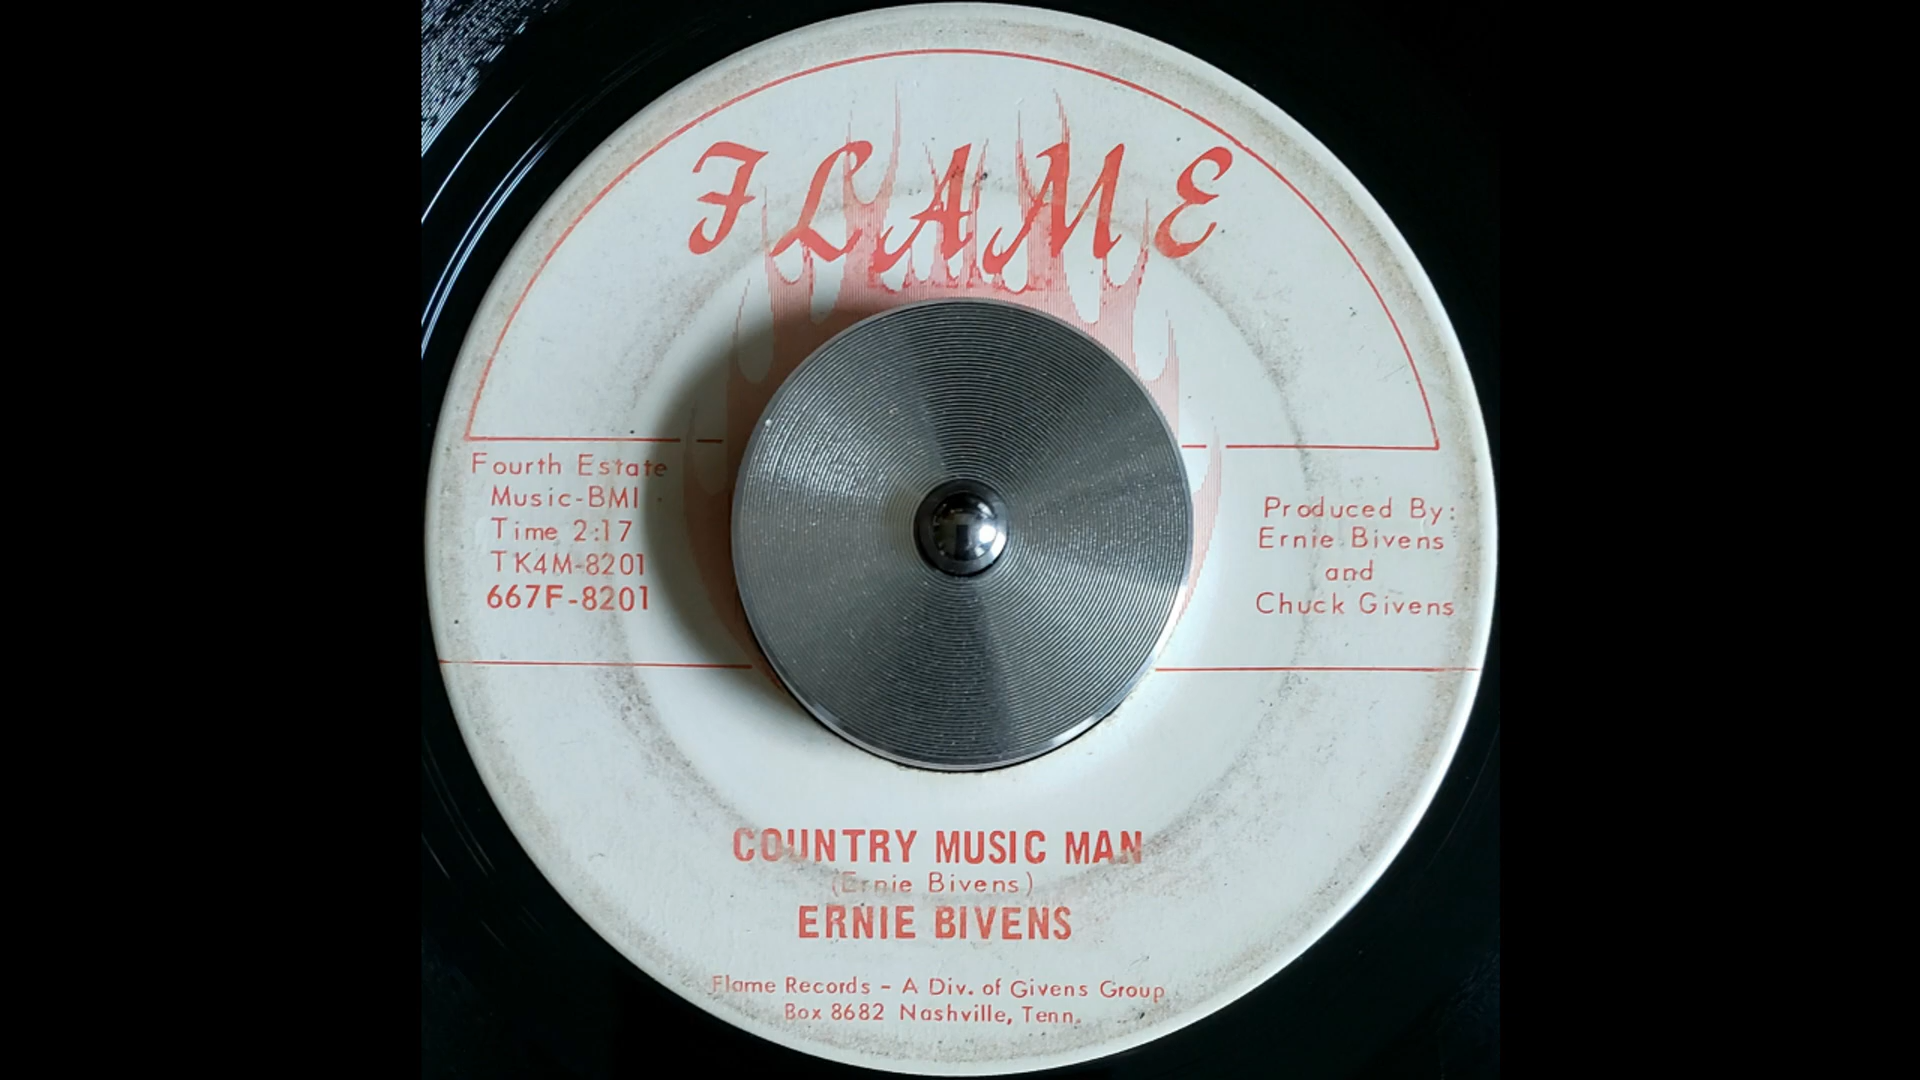 FLAME
Fourth Estate
Music-BMI
Time 2:17
TK4M-8201
667F-8201
Produced By:
Ernie Bivens
and
Chuck Givens
COUNTRY MUSIC MAN
(Ernie Bivens)
ERNIE BIVENS
Flame Records - A Div. of Givens Group
Box 8682 Nashville, Tenn.